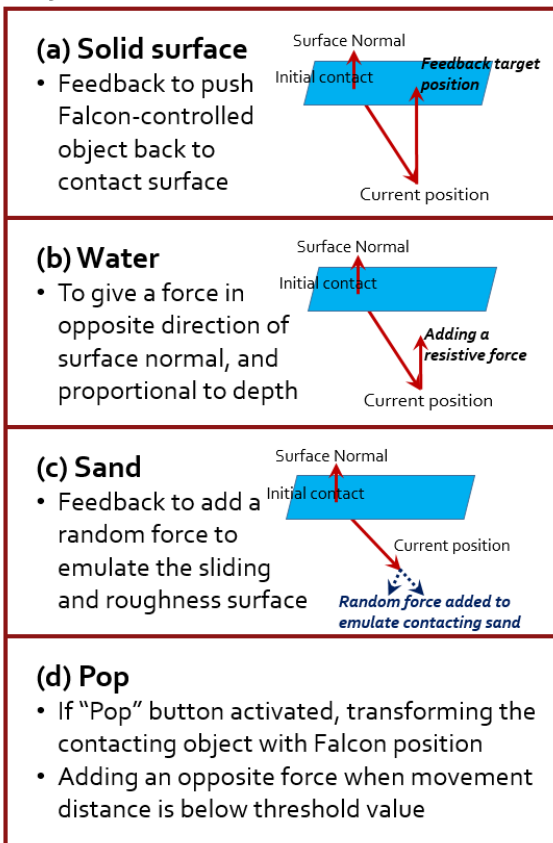 (a) Solid surface
• Feedback to push
Falcon-controlled
object back to
contact surface
Surface Normal
Initial contact
Feedback target
position
Current position
(b) Water
• To give a force in
opposite direction of
surface normal, and
proportional to depth
Surface Normal
Initial contact
Adding a
resistive force
Current position
(c) Sand
• Feedback to add a
random force to
emulate the sliding
and roughness surface
Surface Normal
Initial contact
Current position
Random force added to
emulate contacting sand
(d) Pop
• If “Pop” button activated, transforming the
contacting object with Falcon position
• Adding an opposite force when movement
distance is below threshold value